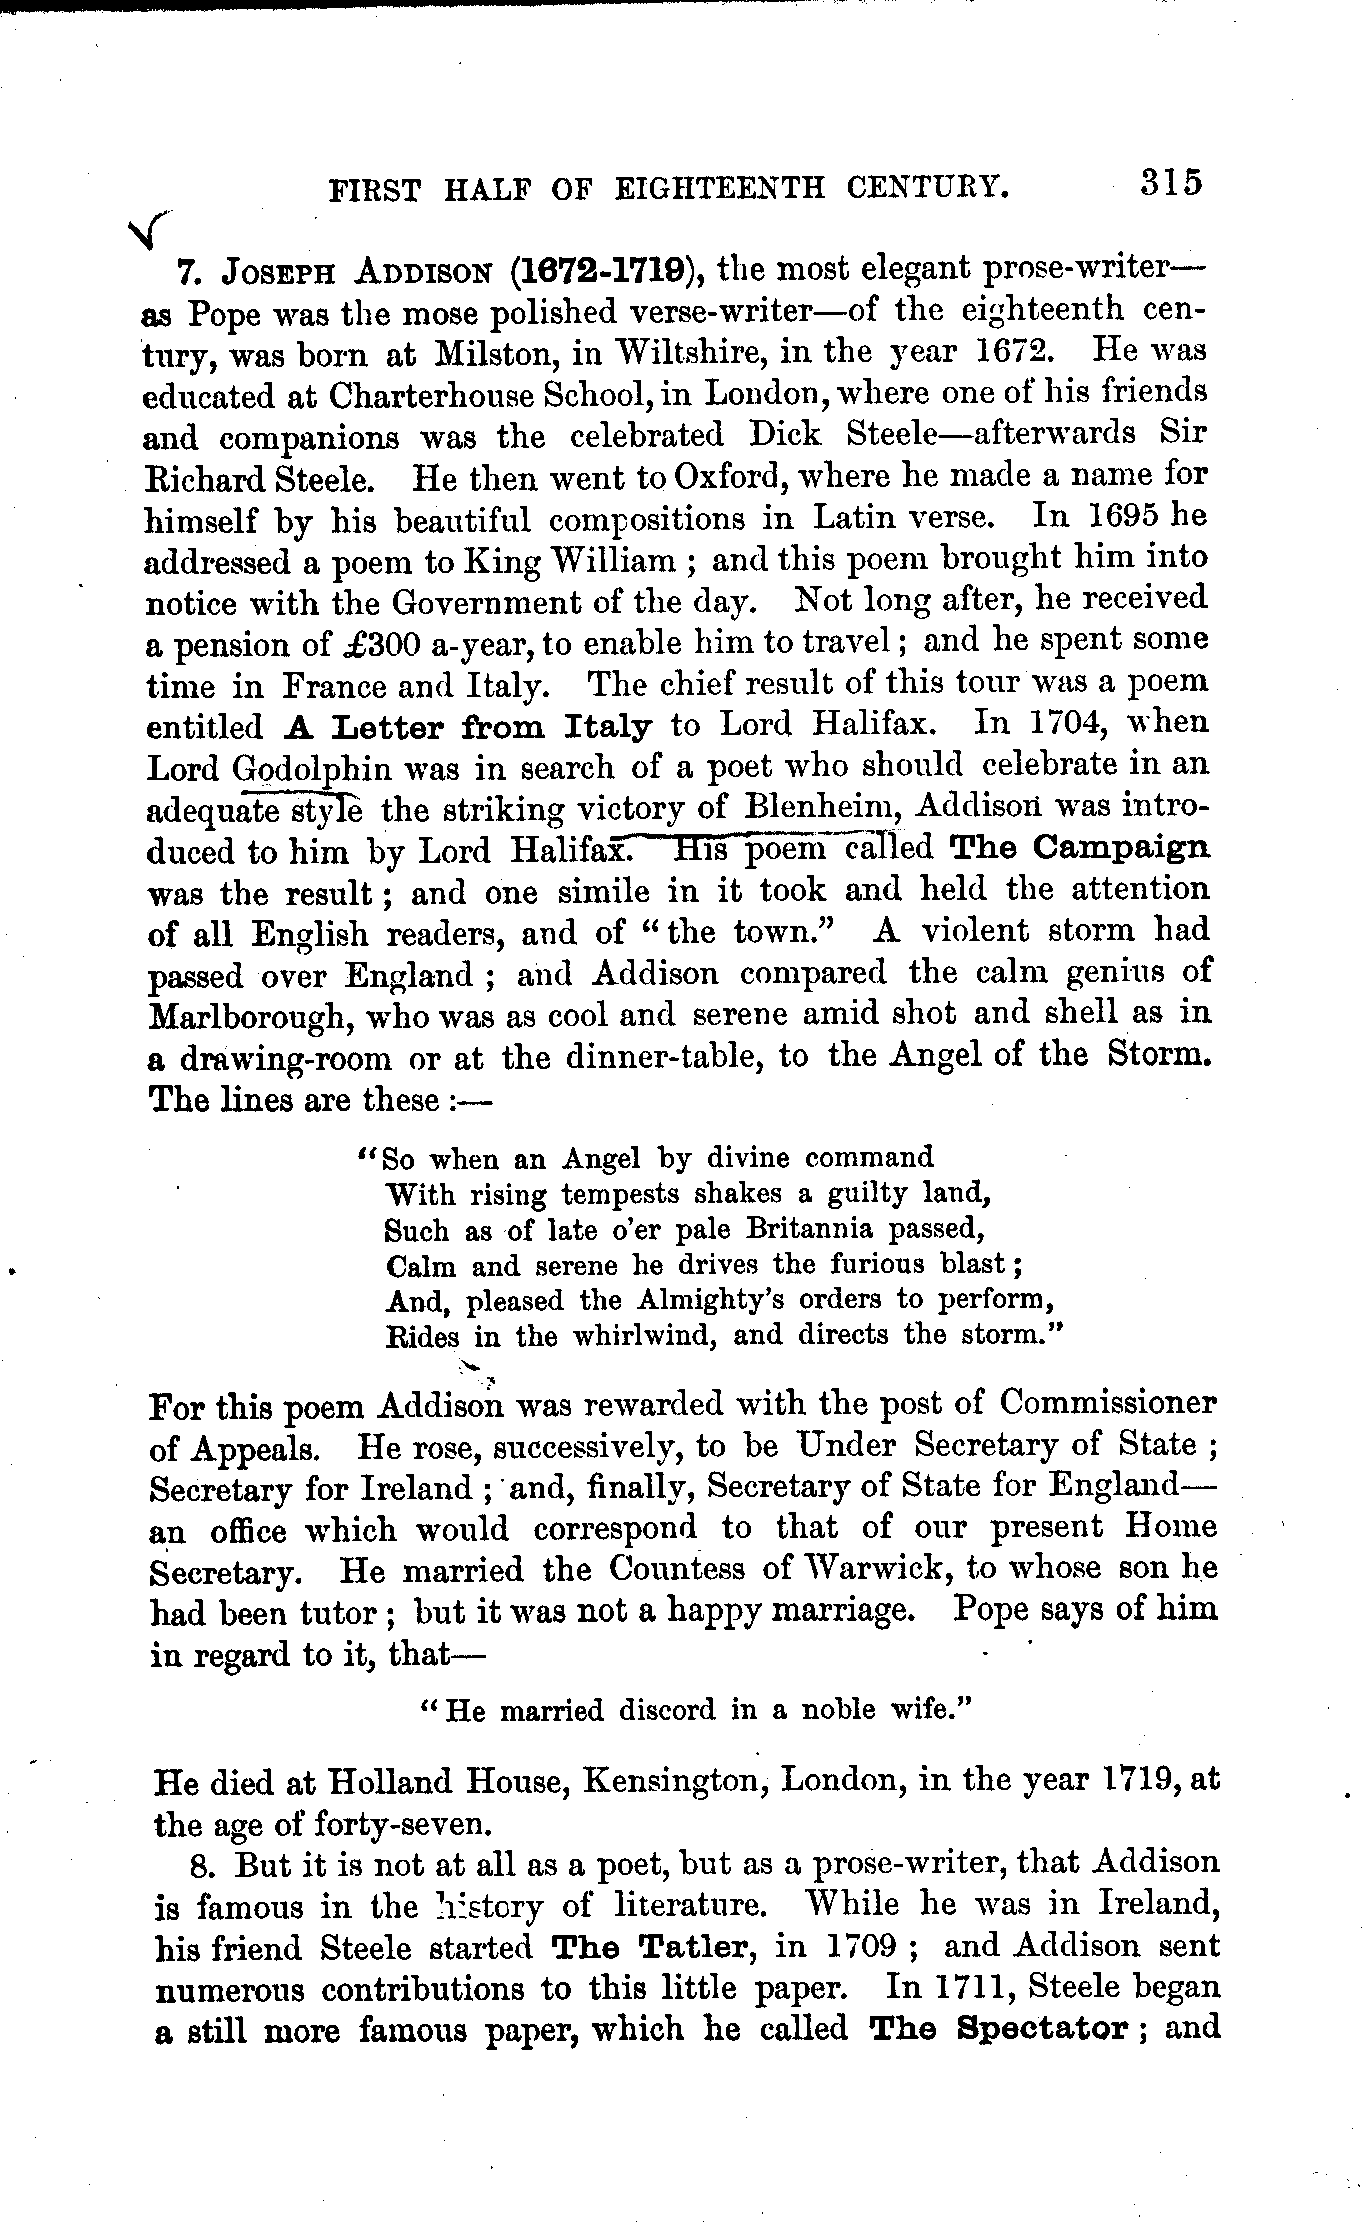 FIRST HALF OF EIGHTEENTH CENTURY. 315
7. JOSEPH ADDISON (1672-1719), the most elegant prose-writer—
as Pope was the mose polished verse-writer—of the eighteenth cen-
tury, was born at Milston, in Wiltshire, in the year 1672. He was
educated at Charterhouse School, in London, where one of his friends
and companions was the celebrated Dick Steele—afterwards Sir
Richard Steele. He then went to Oxford, where he made a name for
himself by his beautiful compositions in Latin verse. In 1695 he
addressed a poem to King William ; and this poem brought him into
notice with the Government of the day. Not long after, he received
a pension of £300 a-year, to enable him to travel ; and he spent some
time in France and Italy. The chief result of this tour was a poem
entitled A Letter from Italy to Lord Halifax. In 1704, when
Lord Godolphin was in search of a poet who should celebrate in an
adequate style the striking victory of Blenheim, Addison was intro-
duced to him by Lord Halifax. His poem called The Campaign
was the result ; and one simile in it took and held the attention
of all English readers, and of “the town.” A violent storm had
passed over England ; and Addison compared the calm genius of
Marlborough, who was as cool and serene amid shot and shell as in
a drawing-room or at the dinner-table, to the Angel of the Storm.
The lines are these :—
“So when an Angel by divine command
With rising tempests shakes a guilty land,
Such as of late o’er pale Britannia passed,
Calm and serene he drives the furious blast ;
And, pleased the Almighty’s orders to perform,
Rides in the whirlwind, and directs the storm.”
For this poem Addison was rewarded with the post of Commissioner
of Appeals. He rose, successively, to be Under Secretary of State ;
Secretary for Ireland ; and, finally, Secretary of State for England—
an office which would correspond to that of our present Home
Secretary. He married the Countess of Warwick, to whose son he
had been tutor ; but it was not a happy marriage. Pope says of him
in regard to it, that—
“He married discord in a noble wife.”
He died at Holland House, Kensington, London, in the year 1719, at
the age of forty-seven.
8. But it is not at all as a poet, but as a prose-writer, that Addison
is famous in the history of literature. While he was in Ireland,
his friend Steele started The Tatler, in 1709 ; and Addison sent
numerous contributions to this little paper. In 1711, Steele began
a still more famous paper, which he called The Spectator ; and